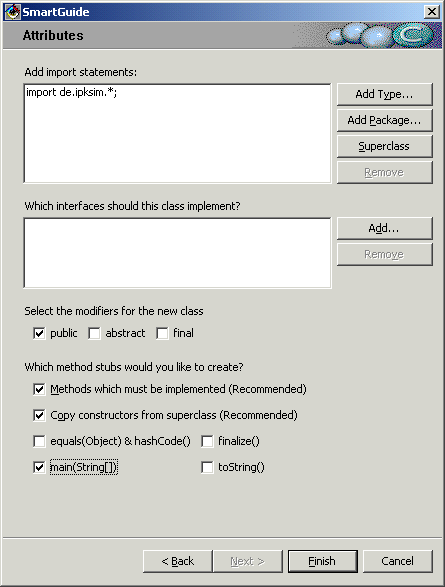 SmartGuide
Attributes
Add import statements:
import de.ipksim.*;
Add Type...
Add Package...
Superclass
Remove
Which interfaces should this class implement?
Add...
Remove
Select the modifiers for the new class
public abstract final
Which method stubs would you like to create?
Methods which must be implemented (Recommended)
Copy constructors from superclass (Recommended)
equals(Object) & hashCode() finalize()
main(String[]) toString()
< Back Next > Finish Cancel